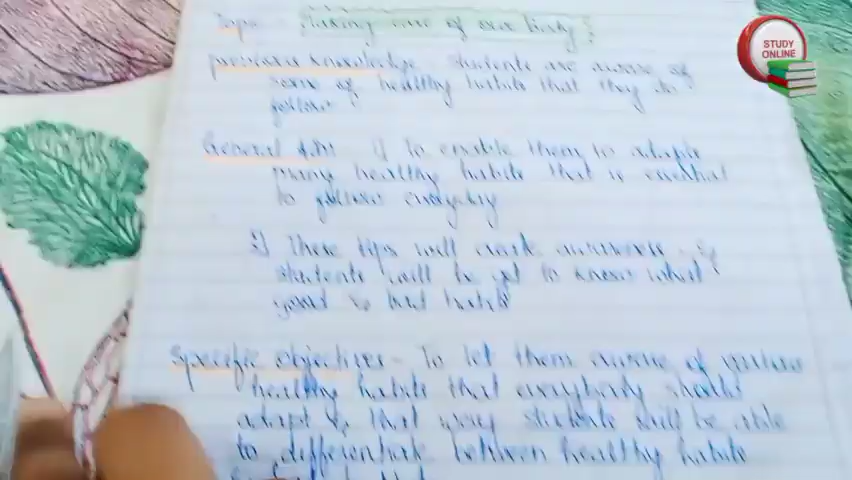 Topic - Taking care of our body :
STUDY
ONLINE
previous knowledge - students are aware of
some of healthy habits that they do
follow
General Aim 1) To enable them to adapt
many healthy habits that is essential
to follow everyday
2) These tips will create awareness. &
students will be get to know what
good & bad habits
Specific objectives - To let them aware of various
healthy habits that everybody should
adapt & that way students will be able
to differentiate between healthy habits